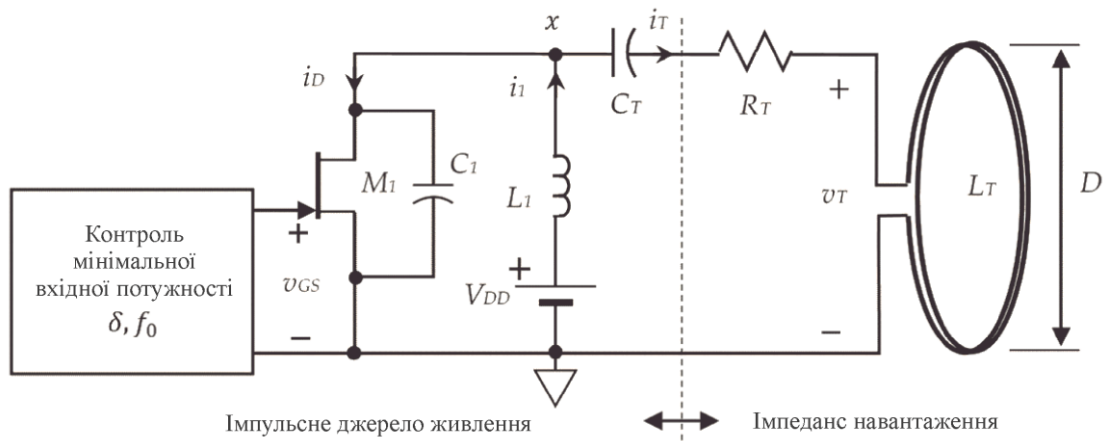 x
iT
iD
i1
CT
RT
+
M1
C1
L1
vT
LT
D
Контроль
мінімальної
вхідної потужності
δ, f0
+
vGS
−
+
VDD
−
Імпульсне джерело живлення
Імпеданс навантаження